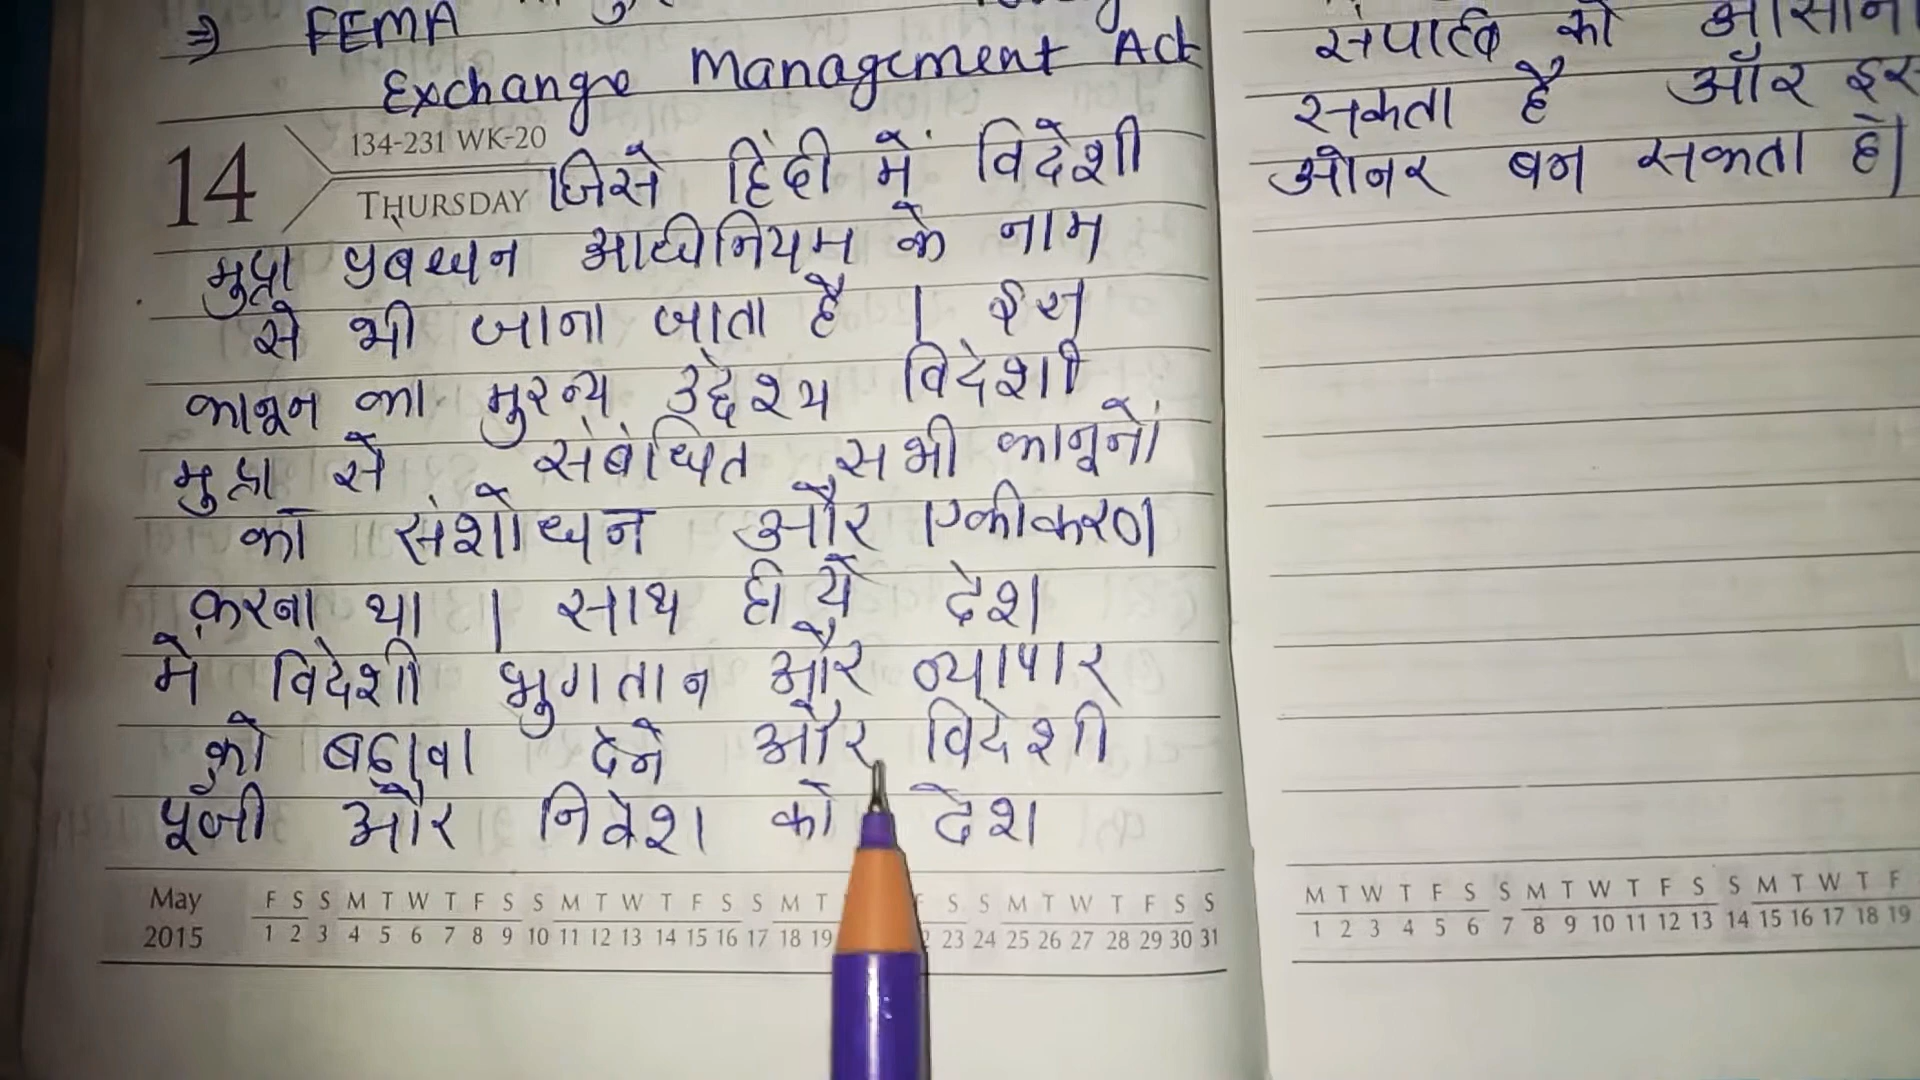 ⇒ FEMA
Exchange Management Act
14
134-231 WK-20
THURSDAY
जिसे हिंदी में विदेशी
मुद्रा प्रबन्धन अधिनियम के नाम
से भी जाना जाता है । इस
कानून का मुख्य उद्देश्य विदेशी
मुद्रा से संबंधित सभी कानूनों
का संशोधन और एकीकरण
करना था । साथ ही ये देश
में विदेशी भुगतान और व्यापार
को बढ़ावा देने और विदेशी
पूंजी और निवेश को देश
May F S S M T W T F S S M T W T F S S M T S S M T W T F S S
2015 1 2 3 4 5 6 7 8 9 10 11 12 13 14 15 16 17 18 19 23 24 25 26 27 28 29 30 31
संपत्ति को
सकता है और इस
ओनर बन सकता है।
M T W T F S S M T W T F S S M T W T F
1 2 3 4 5 6 7 8 9 10 11 12 13 14 15 16 17 18 19